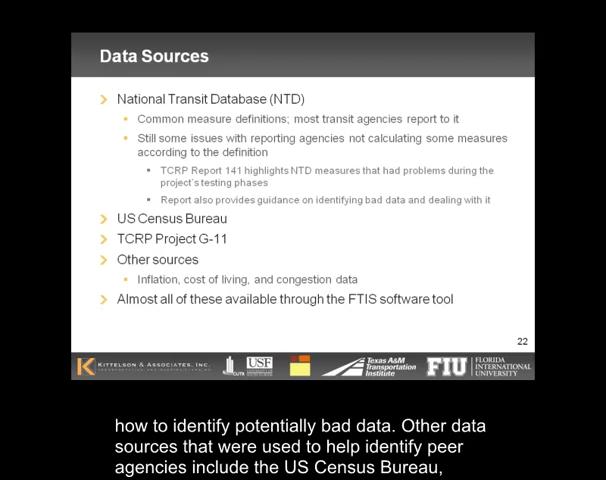 Data Sources
National Transit Database (NTD)
Common measure definitions; most transit agencies report to it
Still some issues with reporting agencies not calculating some measures
according to the definition
TCRP Report 141 highlights NTD measures that had problems during the
project's testing phases
Report also provides guidance on identifying bad data and dealing with it
US Census Bureau
TCRP Project G-11
Other sources
Inflation, cost of living, and congestion data
Almost all of these available through the FTIS software tool
22
KITTELSON & ASSOCIATES, INC.
CUTR
USF
Texas A&M
Transportation
Institute
FIU
FLORIDA
INTERNATIONAL
UNIVERSITY
how to identify potentially bad data. Other data
sources that were used to help identify peer
agencies include the US Census Bureau,